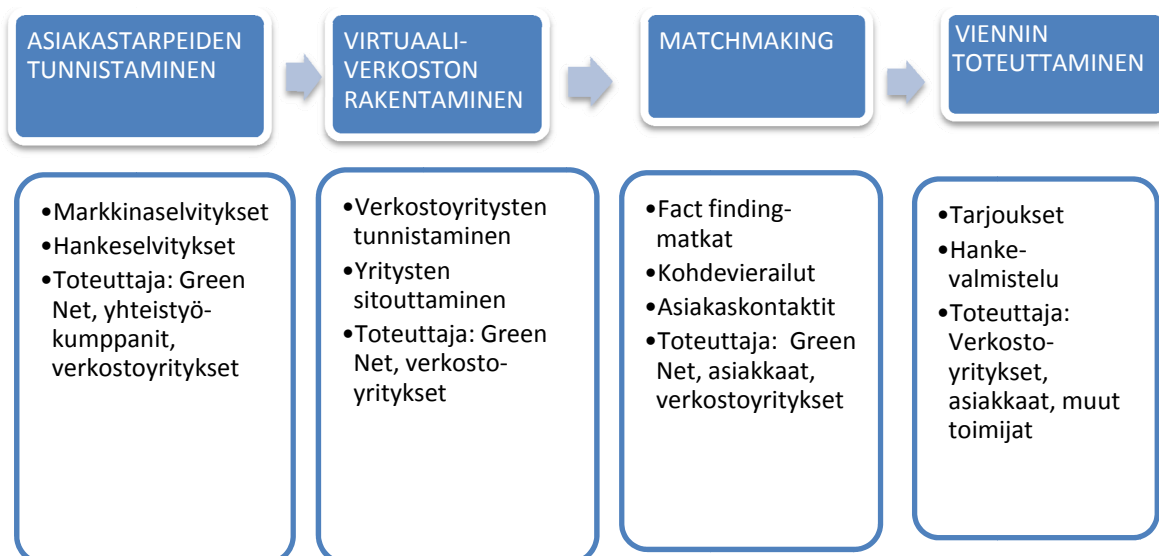 ASIAKASTARPEIDEN
TUNNISTAMINEN
VIRTUAALI-
VERKOSTON
RAKENTAMINEN
MATCHMAKING
VIENNIN
TOTEUTTAMINEN
•Markkinaselvitykset
•Hankeselvitykset
•Toteuttaja: Green
Net, yhteistyö-
kumppanit,
verkostoyritykset
•Verkostoyritysten
tunnistaminen
•Yritysten
sitouttaminen
•Toteuttaja: Green
Net, verkosto-
yritykset
•Fact finding-
matkat
•Kohdevierailut
•Asiakaskontaktit
•Toteuttaja: Green
Net, asiakkaat,
verkostoyritykset
•Tarjoukset
•Hanke-
valmistelu
•Toteuttaja:
Verkosto-
yritykset,
asiakkaat, muut
toimijat